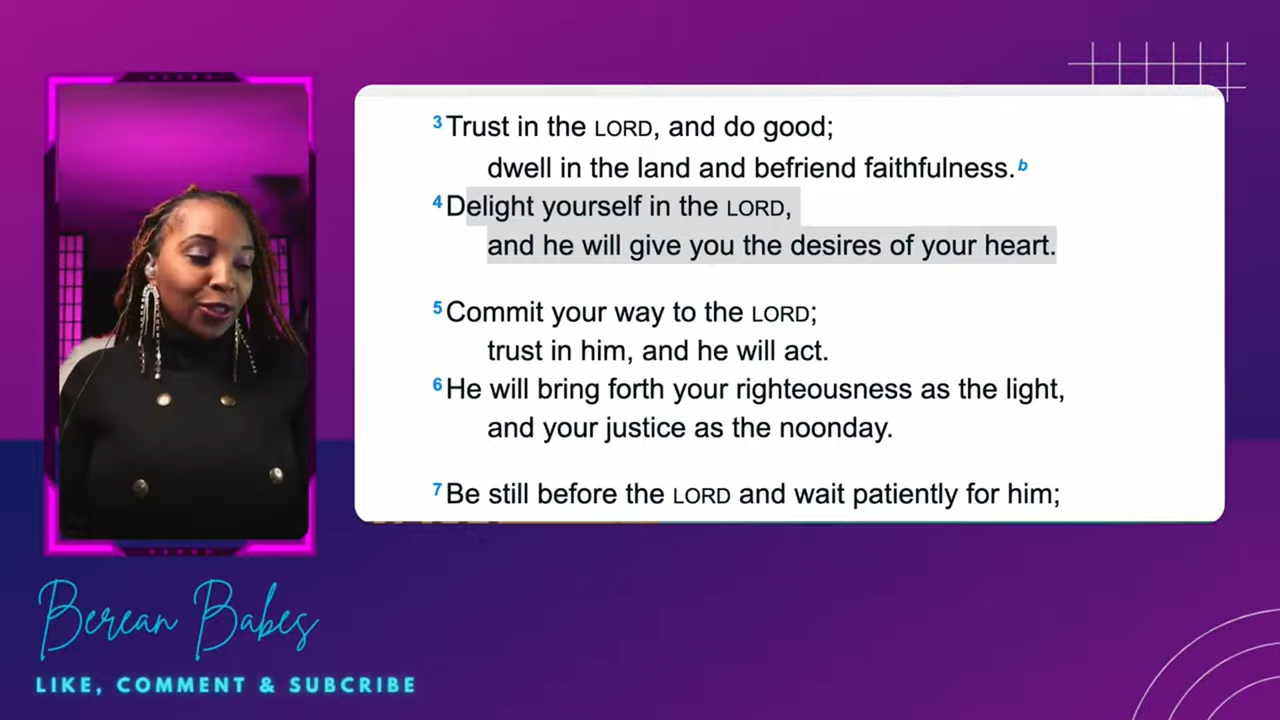 3 Trust in the LORD, and do good;
dwell in the land and befriend faithfulness. b
4 Delight yourself in the LORD,
and he will give you the desires of your heart.
5 Commit your way to the LORD;
trust in him, and he will act.
6 He will bring forth your righteousness as the light,
and your justice as the noonday.
7 Be still before the LORD and wait patiently for him;
Berean Babes
LIKE, COMMENT & SUBCRIBE